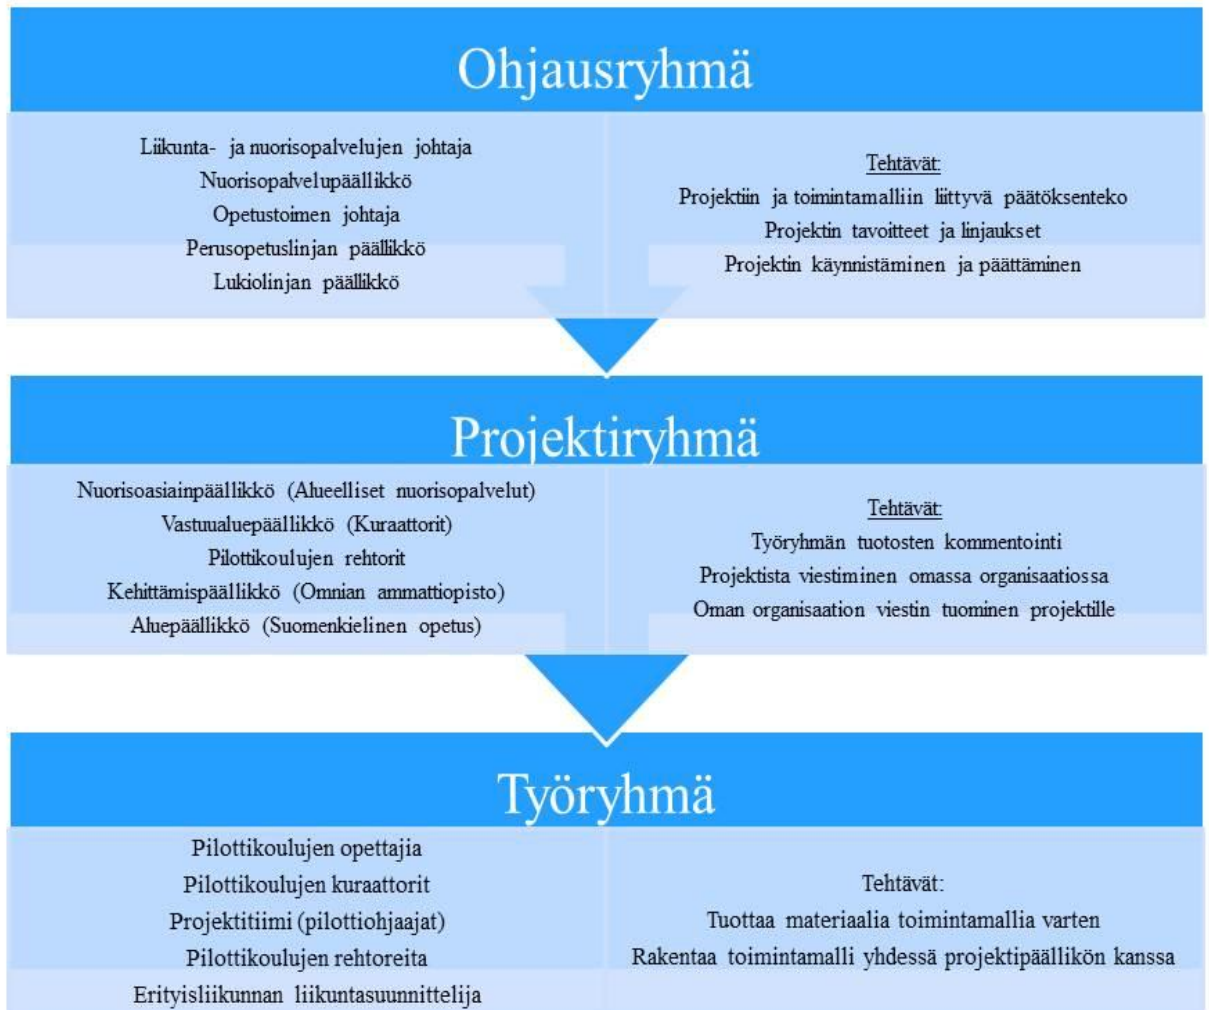 Ohjausryhmä
Liikunta- ja nuorisopalvelujen johtaja
Nuorisopalvelupäällikkö
Opetustoimen johtaja
Perusopetuslinjan päällikkö
Lukiolinjan päällikkö
Tehtävät:
Projektiin ja toimintamalliin liittyvä päätöksenteko
Projektin tavoitteet ja linjaukset
Projektin käynnistäminen ja päättäminen
Projektiryhmä
Nuorisoasiainpäällikkö (Alueelliset nuorisopalvelut)
Vastuualuepäällikkö (Kuraattorit)
Pilottikoulujen rehtorit
Kehittämispäällikkö (Omnian ammattiopisto)
Aluepäällikkö (Suomenkielinen opetus)
Tehtävät:
Työryhmän tuotosten kommentointi
Projektista viestiminen omassa organisaatiossa
Oman organisaation viestin tuominen projektille
Työryhmä
Pilottikoulujen opettajia
Pilottikoulujen kuraattorit
Projektitiimi (pilottiohjaajat)
Pilottikoulujen rehtoreita
Erityisliikunnan liikuntasuunnittelija
Tehtävät:
Tuottaa materiaalia toimintamallia varten
Rakentaa toimintamalli yhdessä projektipäällikön kanssa